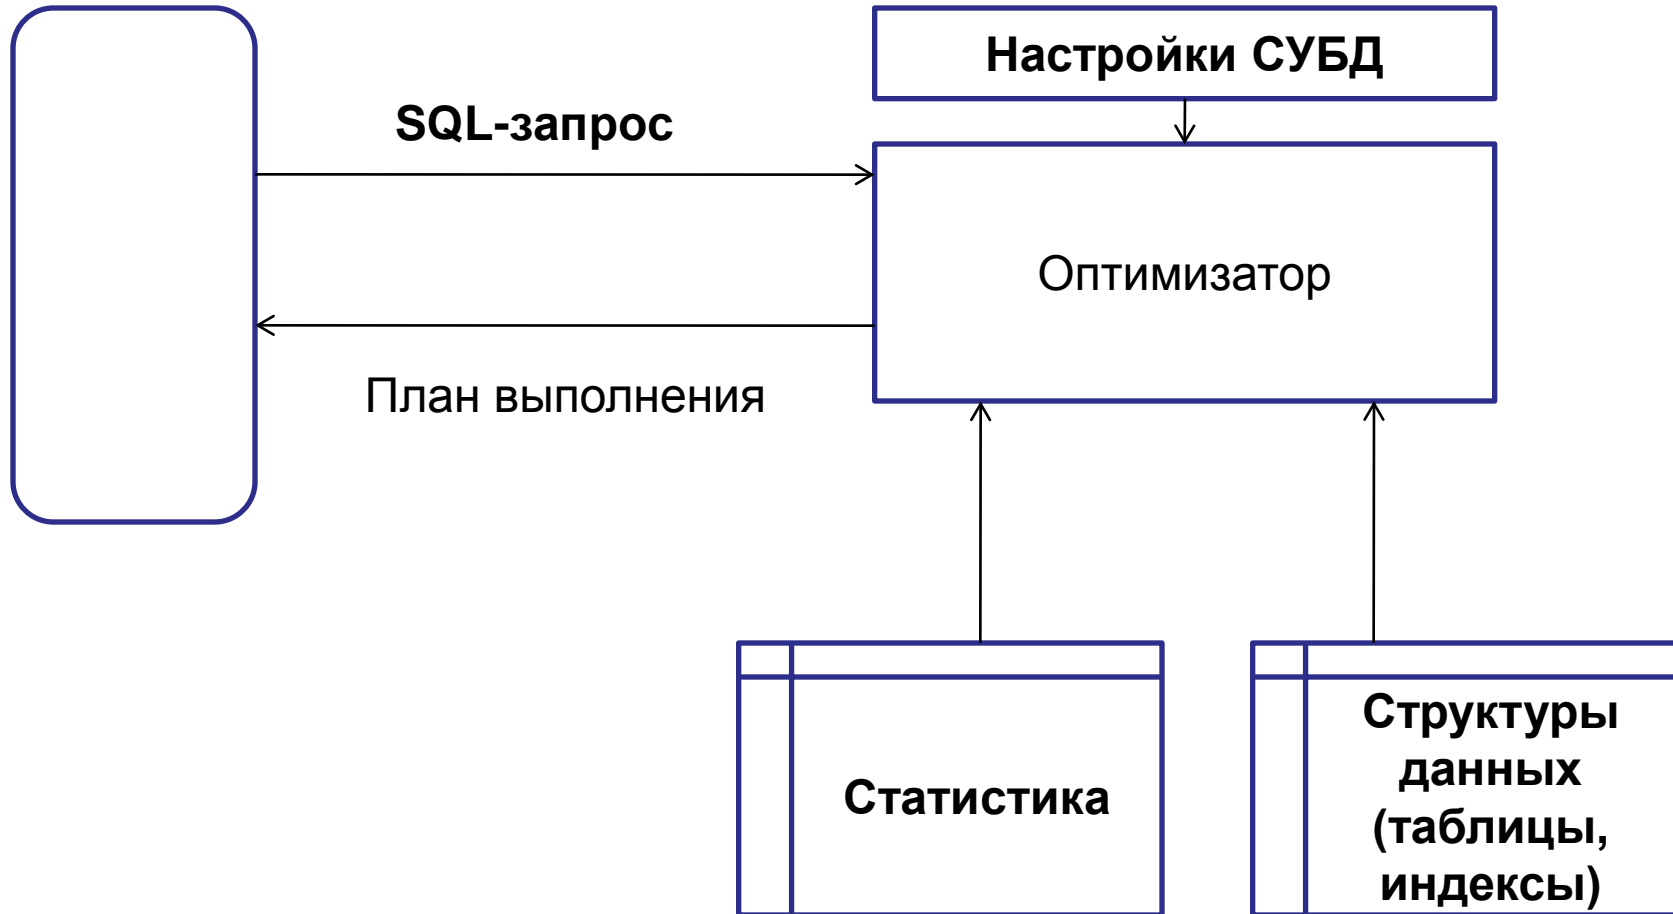 Настройки СУБД
SQL-запрос
Оптимизатор
План выполнения
Статистика
Структуры
данных
(таблицы,
индексы)